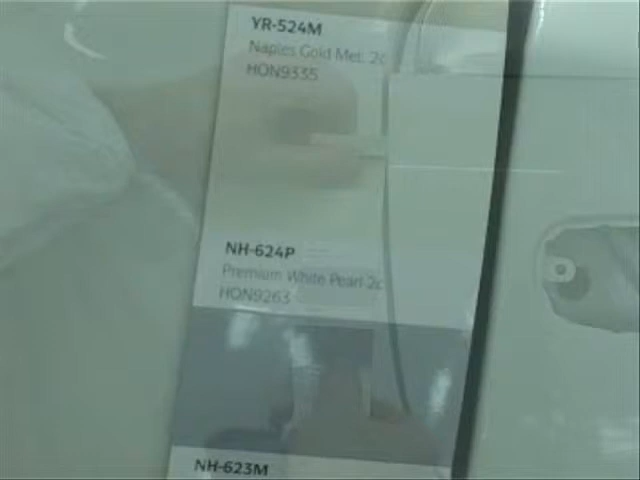 YR-524M
Naples Gold Met. 2c
HON9335
NH-624P
Premium White Pearl 2c
HON9263
NH-623M